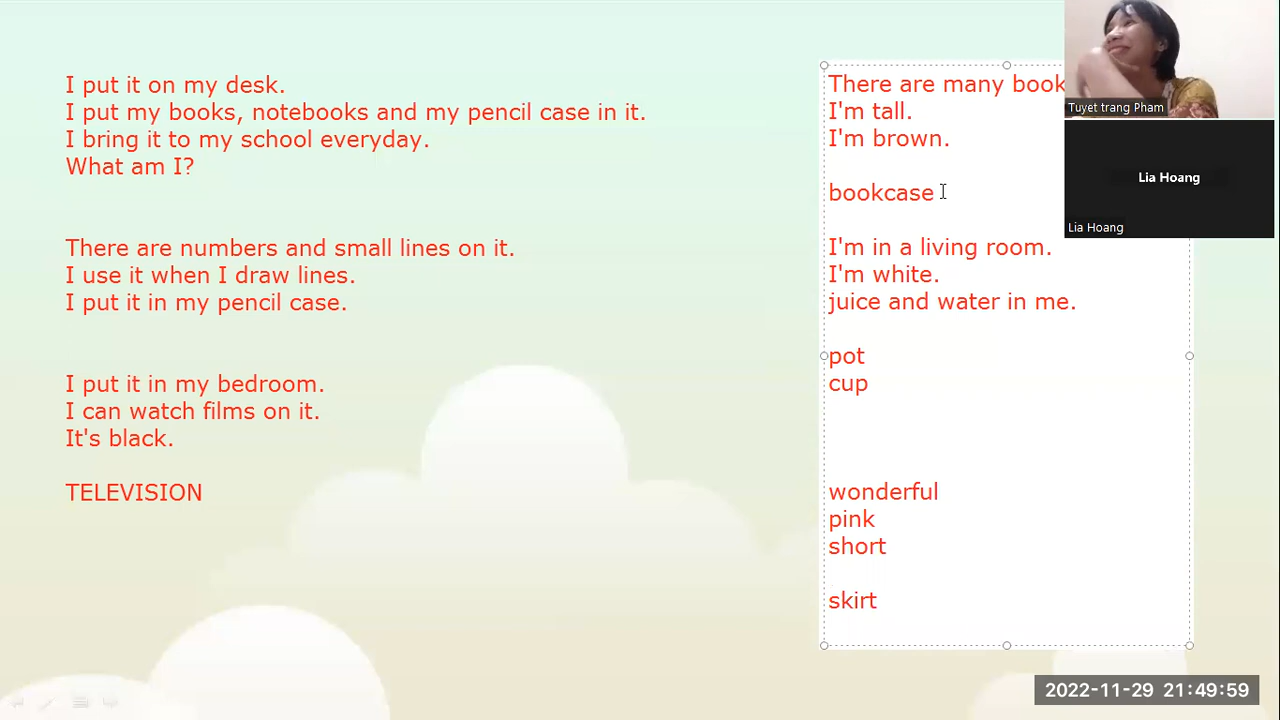 I put it on my desk.
I put my books, notebooks and my pencil case in it.
I bring it to my school everyday.
What am I?
There are numbers and small lines on it.
I use it when I draw lines.
I put it in my pencil case.
I put it in my bedroom.
I can watch films on it.
It's black.
TELEVISION
There are many book
I'm tall.
I'm brown.
bookcase
I'm in a living room.
I'm white.
juice and water in me.
pot
cup
wonderful
pink
short
skirt
Tuyet trang Pham
Lia Hoang
Lia Hoang
2022-11-29 21:49:59